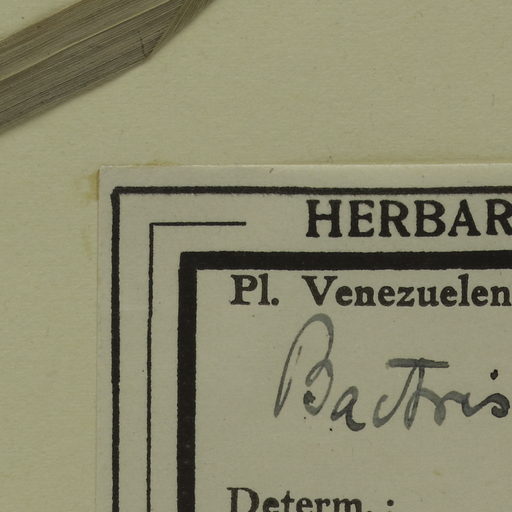 HERBAR
Pl. Venezuelen
Bactris
Determ. :